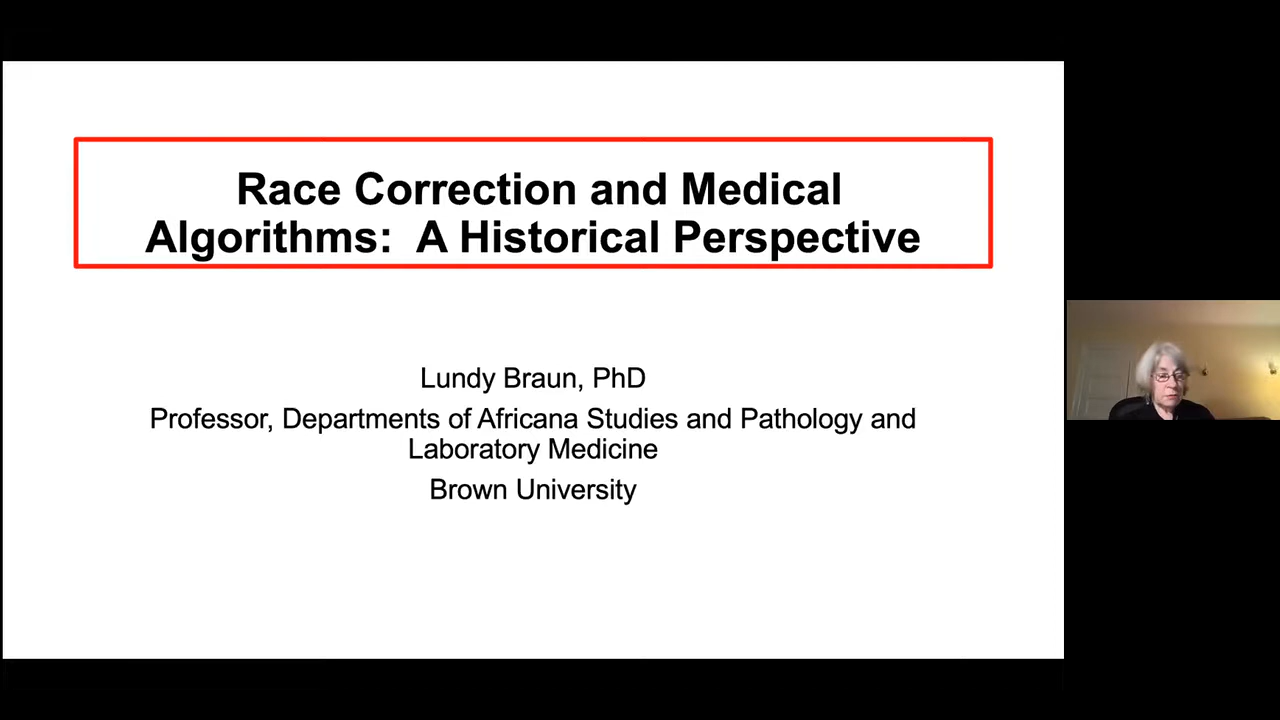 Race Correction and Medical
Algorithms:  A Historical Perspective
Lundy Braun, PhD
Professor, Departments of Africana Studies and Pathology and
Laboratory Medicine
Brown University